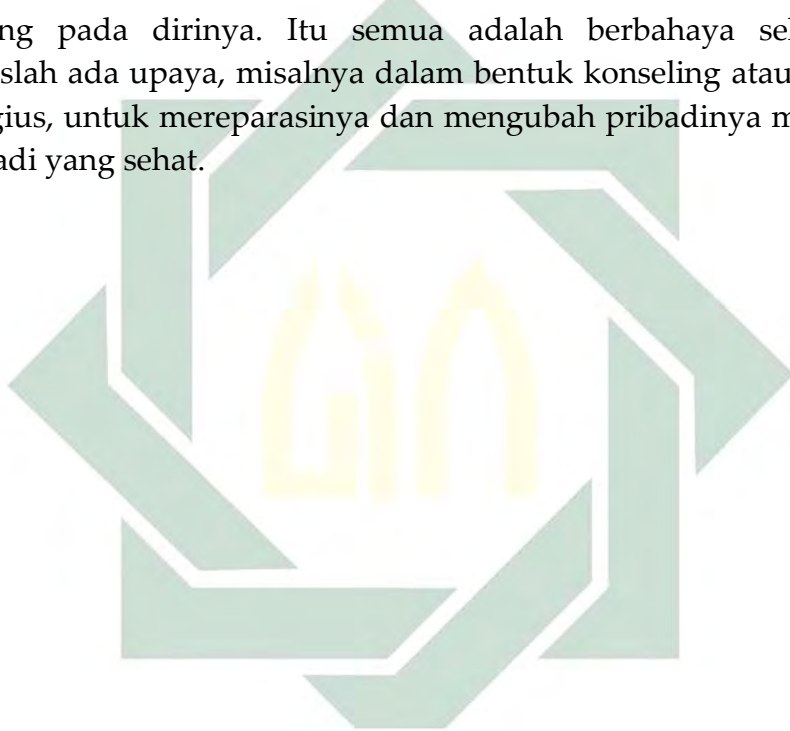 ng pada dirinya. Itu semua adalah berbahaya sel
slah ada upaya, misalnya dalam bentuk konseling atau
gius, untuk mereparasinya dan mengubah pribadinya m
adi yang sehat.